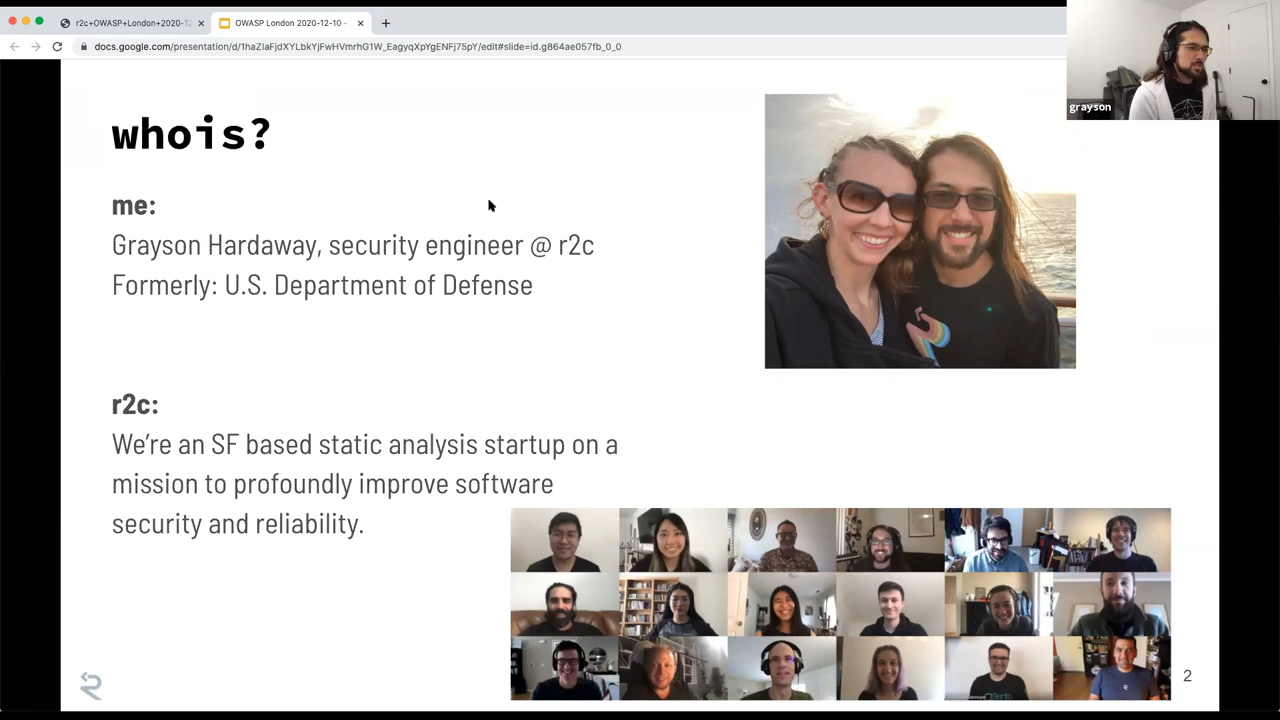 r2c+OWASP+London+2020-12
OWASP London 2020-12-10 -
docs.google.com/presentation/d/1haZlaFjdXYLbkYjFwHVmrhG1W_EagyqXpYgENFj75pY/edit#slide=id.g864ae057fb_0_0
grayson
whois?
me:
Grayson Hardaway, security engineer @ r2c
Formerly: U.S. Department of Defense
r2c:
We’re an SF based static analysis startup on a
mission to profoundly improve software
security and reliability.
2